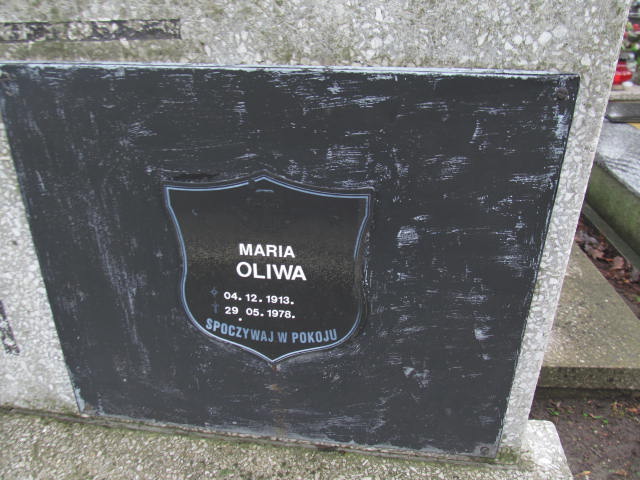 MARIA
OLIWA
04. 12. 1913.
† 29. 05. 1978.
SPOCZYWAJ W POKOJU